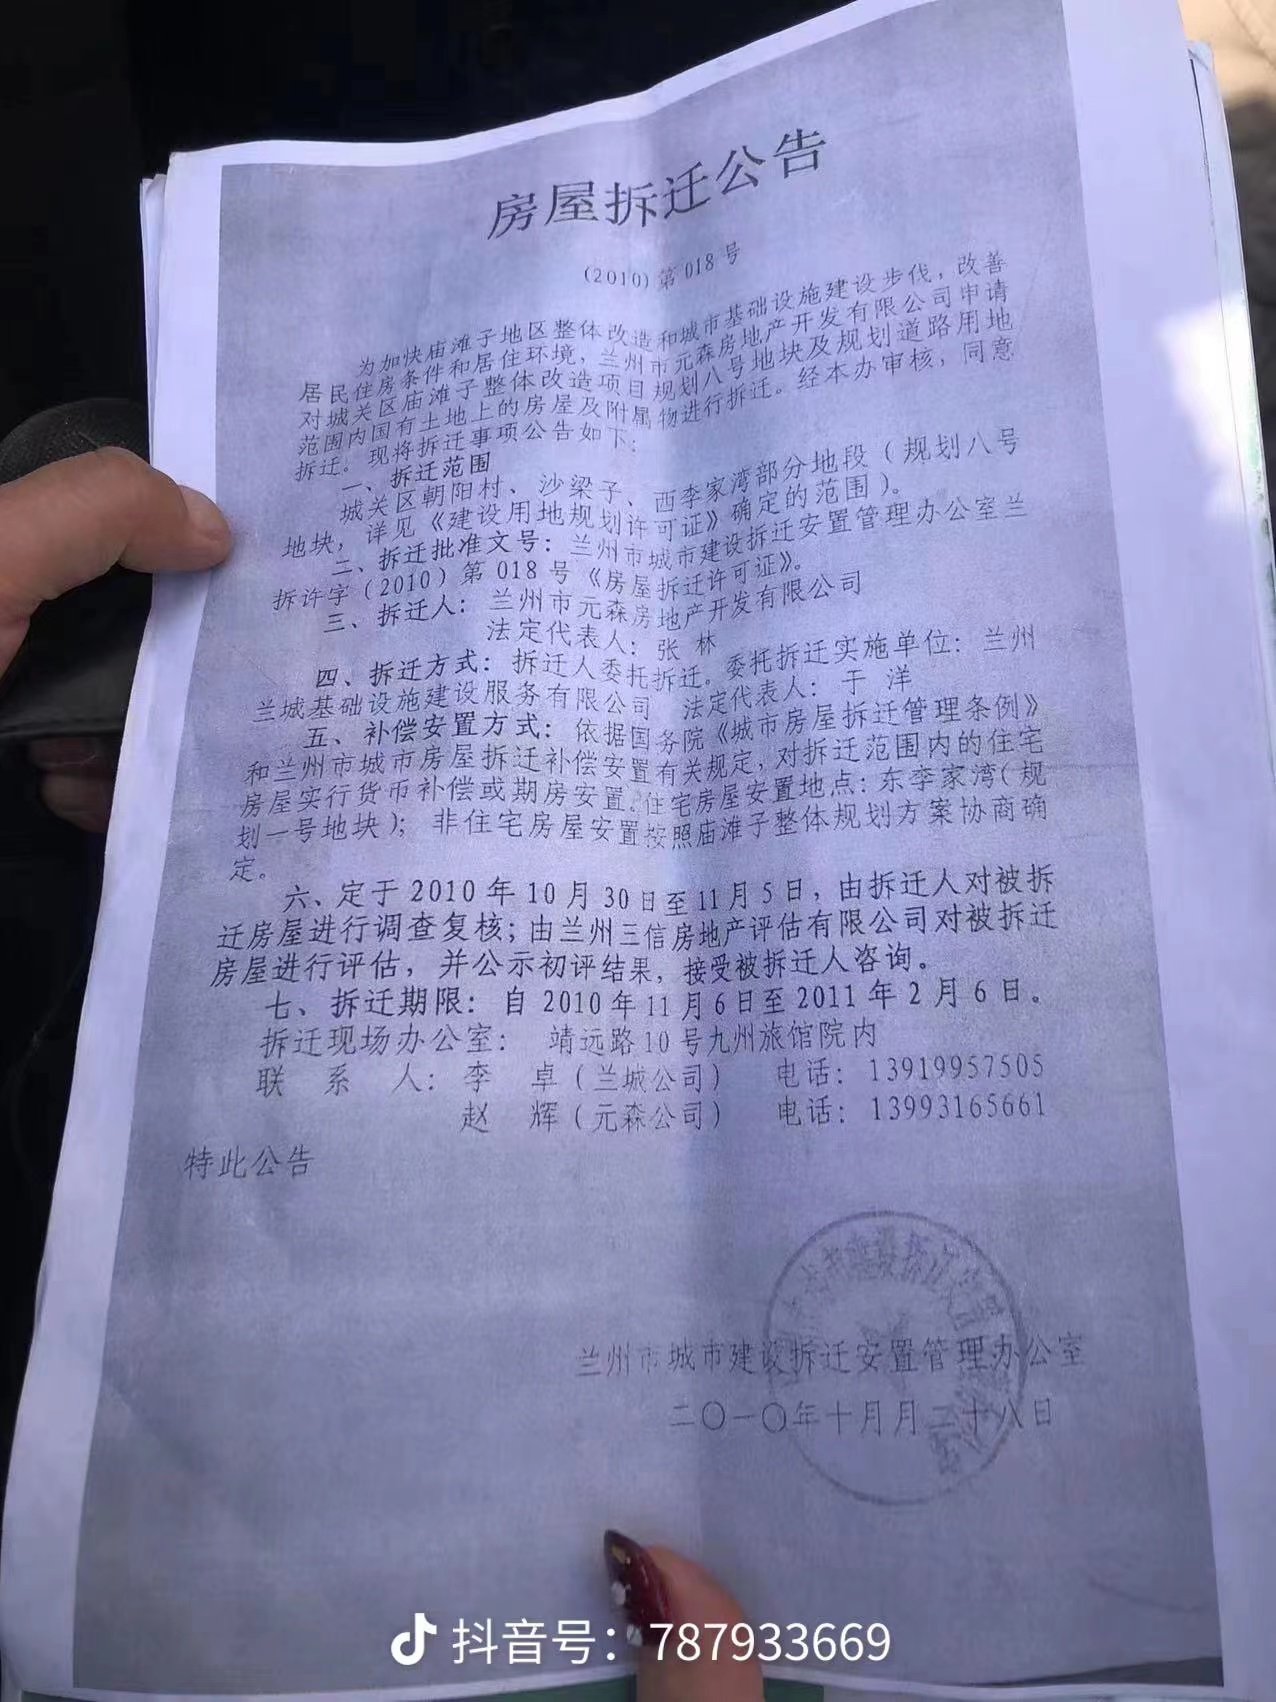 房屋拆迁公告
(2010)第018号
为加快庙滩子地区整体改造和城市基础设施建设步伐，改善
居民住房条件和居住环境，兰州市元森房地产开发有限公司申请
对城关区庙滩子整体改造项目规划八号地块及规划道路用地
范围内国有土地上的房屋及附属物进行拆迁。经本办审核，同意
拆迁。现将拆迁事项公告如下：
一、拆迁范围
城关区朝阳村、沙梁子、西李家湾部分地段（规划八号
地块，详见《建设用地规划许可证》确定的范围）。
二、拆迁批准文号：兰州市城市建设拆迁安置管理办公室兰
拆许字(2010)第018号《房屋拆迁许可证》。
三、拆迁人：兰州市元森房地产开发有限公司
法定代表人：张 林
四、拆迁方式：拆迁人委托拆迁。委托拆迁实施单位：兰州
兰城基础设施建设服务有限公司 法定代表人：于 洋
五、补偿安置方式：依据国务院《城市房屋拆迁管理条例》
和兰州市城市房屋拆迁补偿安置有关规定，对拆迁范围内的住宅
房屋实行货币补偿或期房安置。住宅房屋安置地点：东李家湾（规
划一号地块）；非住宅房屋安置按照庙滩子整体规划方案协商确
定。
六、定于2010年10月30日至11月5日，由拆迁人对被拆
迁房屋进行调查复核；由兰州三信房地产评估有限公司对被拆迁
房屋进行评估，并公示初评结果，接受被拆迁人咨询。
七、拆迁期限：自2010年11月6日至2011年2月6日。
拆迁现场办公室：靖远路10号九州旅馆院内
联 系 人：李 卓（兰城公司） 电话：13919957505
赵 辉（元森公司） 电话：13993165661
特此公告
兰州市城市建设拆迁安置管理办公室
二〇一〇年十月月二十八日
抖音号：787933669